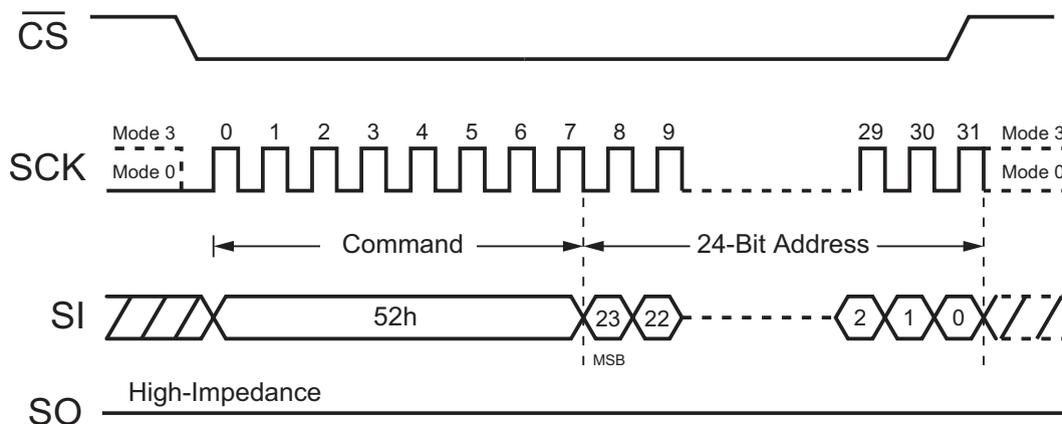 CS
Mode 3 0 1 2 3 4 5 6 7 8 9 29 30 31 Mode 3
SCK Mode 0 Mode 0
Command 24-Bit Address
SI 52h 23 22 2 1 0
MSB
High-Impedance
SO